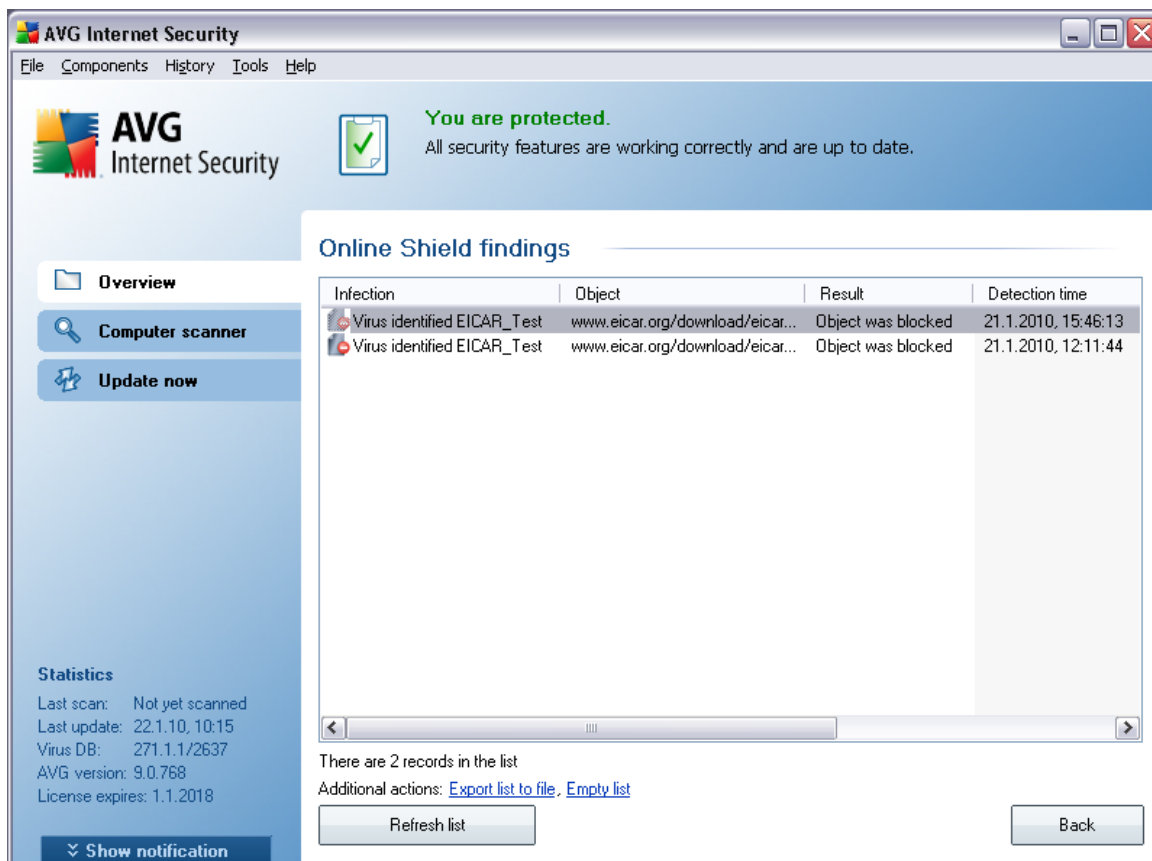 AVG Internet Security
File Components History Tools Help
AVG
Internet Security
You are protected.
All security features are working correctly and are up to date.
Overview
Computer scanner
Update now
Online Shield findings
Infection Object Result Detection time
Virus identified EICAR_Test www.eicar.org/download/eicar... Object was blocked 21.1.2010, 15:46:13
Virus identified EICAR_Test www.eicar.org/download/eicar... Object was blocked 21.1.2010, 12:11:44
Statistics
Last scan: Not yet scanned
Last update: 22.1.10, 10:15
Virus DB: 271.1.1/2637
AVG version: 9.0.768
License expires: 1.1.2018
Show notification
There are 2 records in the list
Additional actions: Export list to file, Empty list
Refresh list
Back